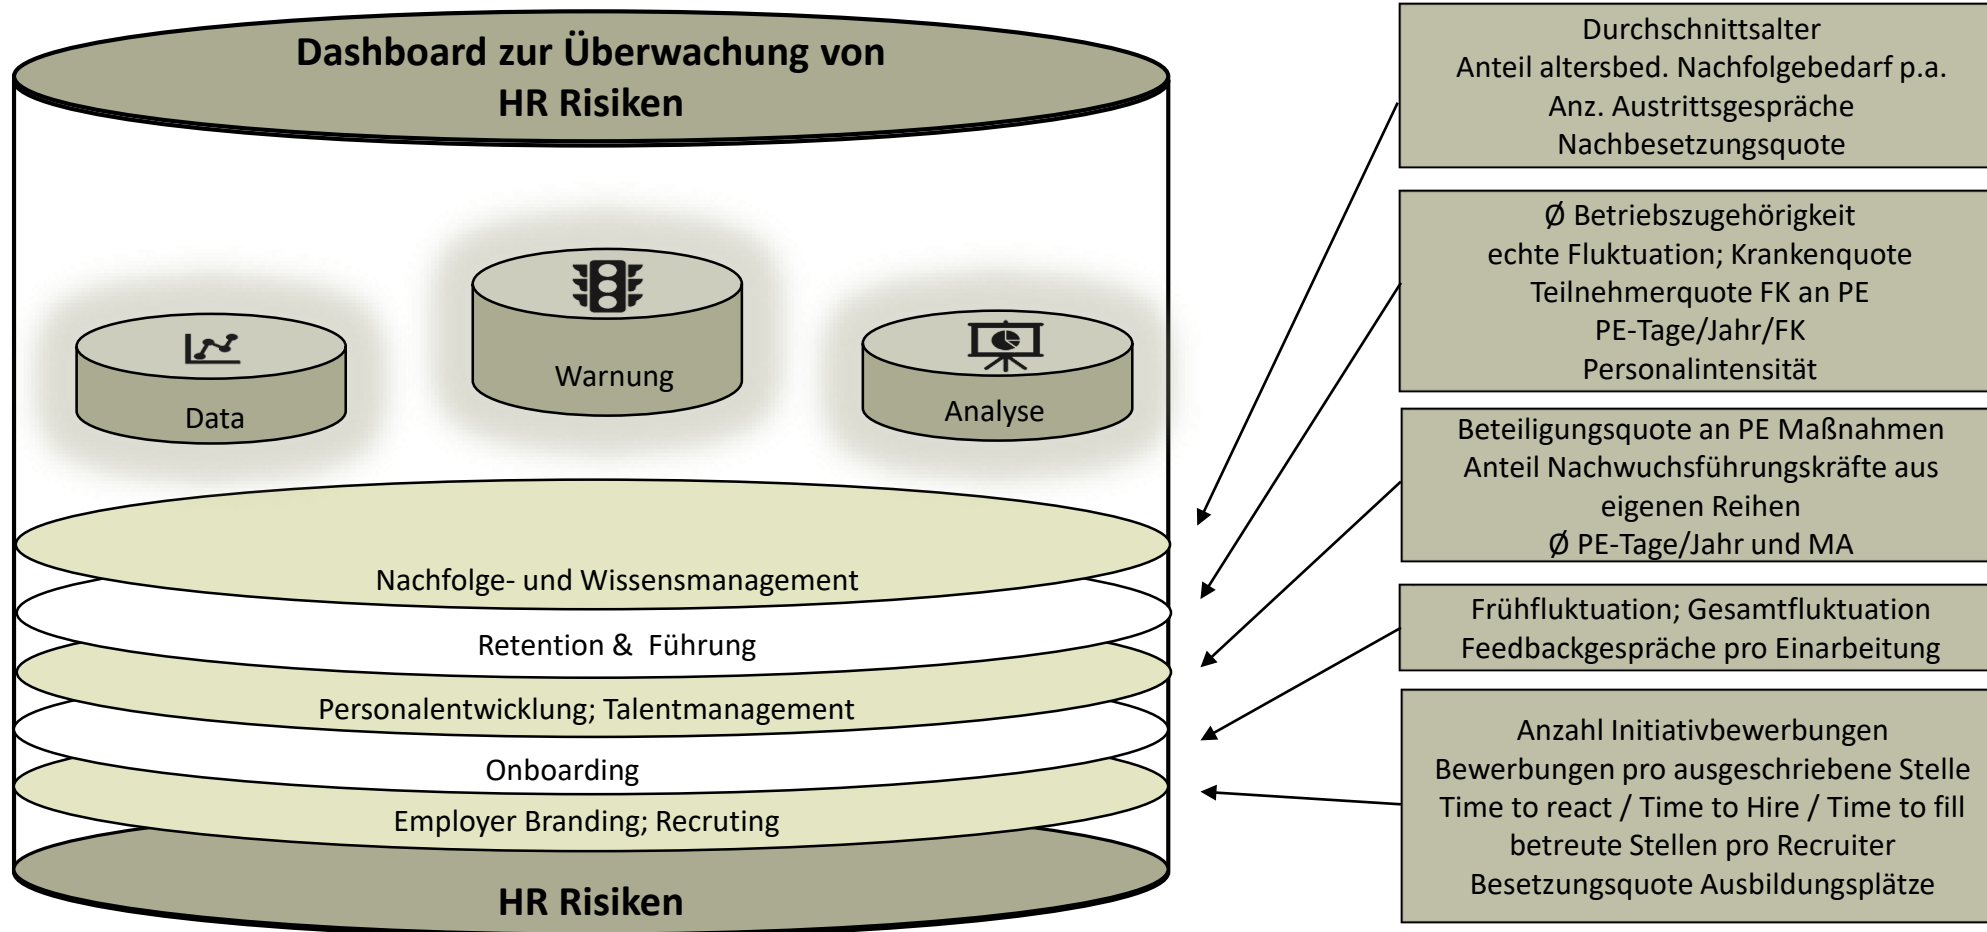 Dashboard zur Überwachung von
HR Risiken
Data
Warnung
Analyse
Nachfolge- und Wissensmanagement
Retention & Führung
Personalentwicklung; Talentmanagement
Onboarding
Employer Branding; Recruting
HR Risiken
Durchschnittsalter
Anteil altersbed. Nachfolgebedarf p.a.
Anz. Austrittsgespräche
Nachbesetzungsquote
Ø Betriebszugehörigkeit
echte Fluktuation; Krankenquote
Teilnehmerquote FK an PE
PE-Tage/Jahr/FK
Personalintensität
Beteiligungsquote an PE Maßnahmen
Anteil Nachwuchsführungskräfte aus
eigenen Reihen
Ø PE-Tage/Jahr und MA
Frühfluktuation; Gesamtfluktuation
Feedbackgespräche pro Einarbeitung
Anzahl Initiativbewerbungen
Bewerbungen pro ausgeschriebene Stelle
Time to react / Time to Hire / Time to fill
betreute Stellen pro Recruiter
Besetzungsquote Ausbildungsplätze